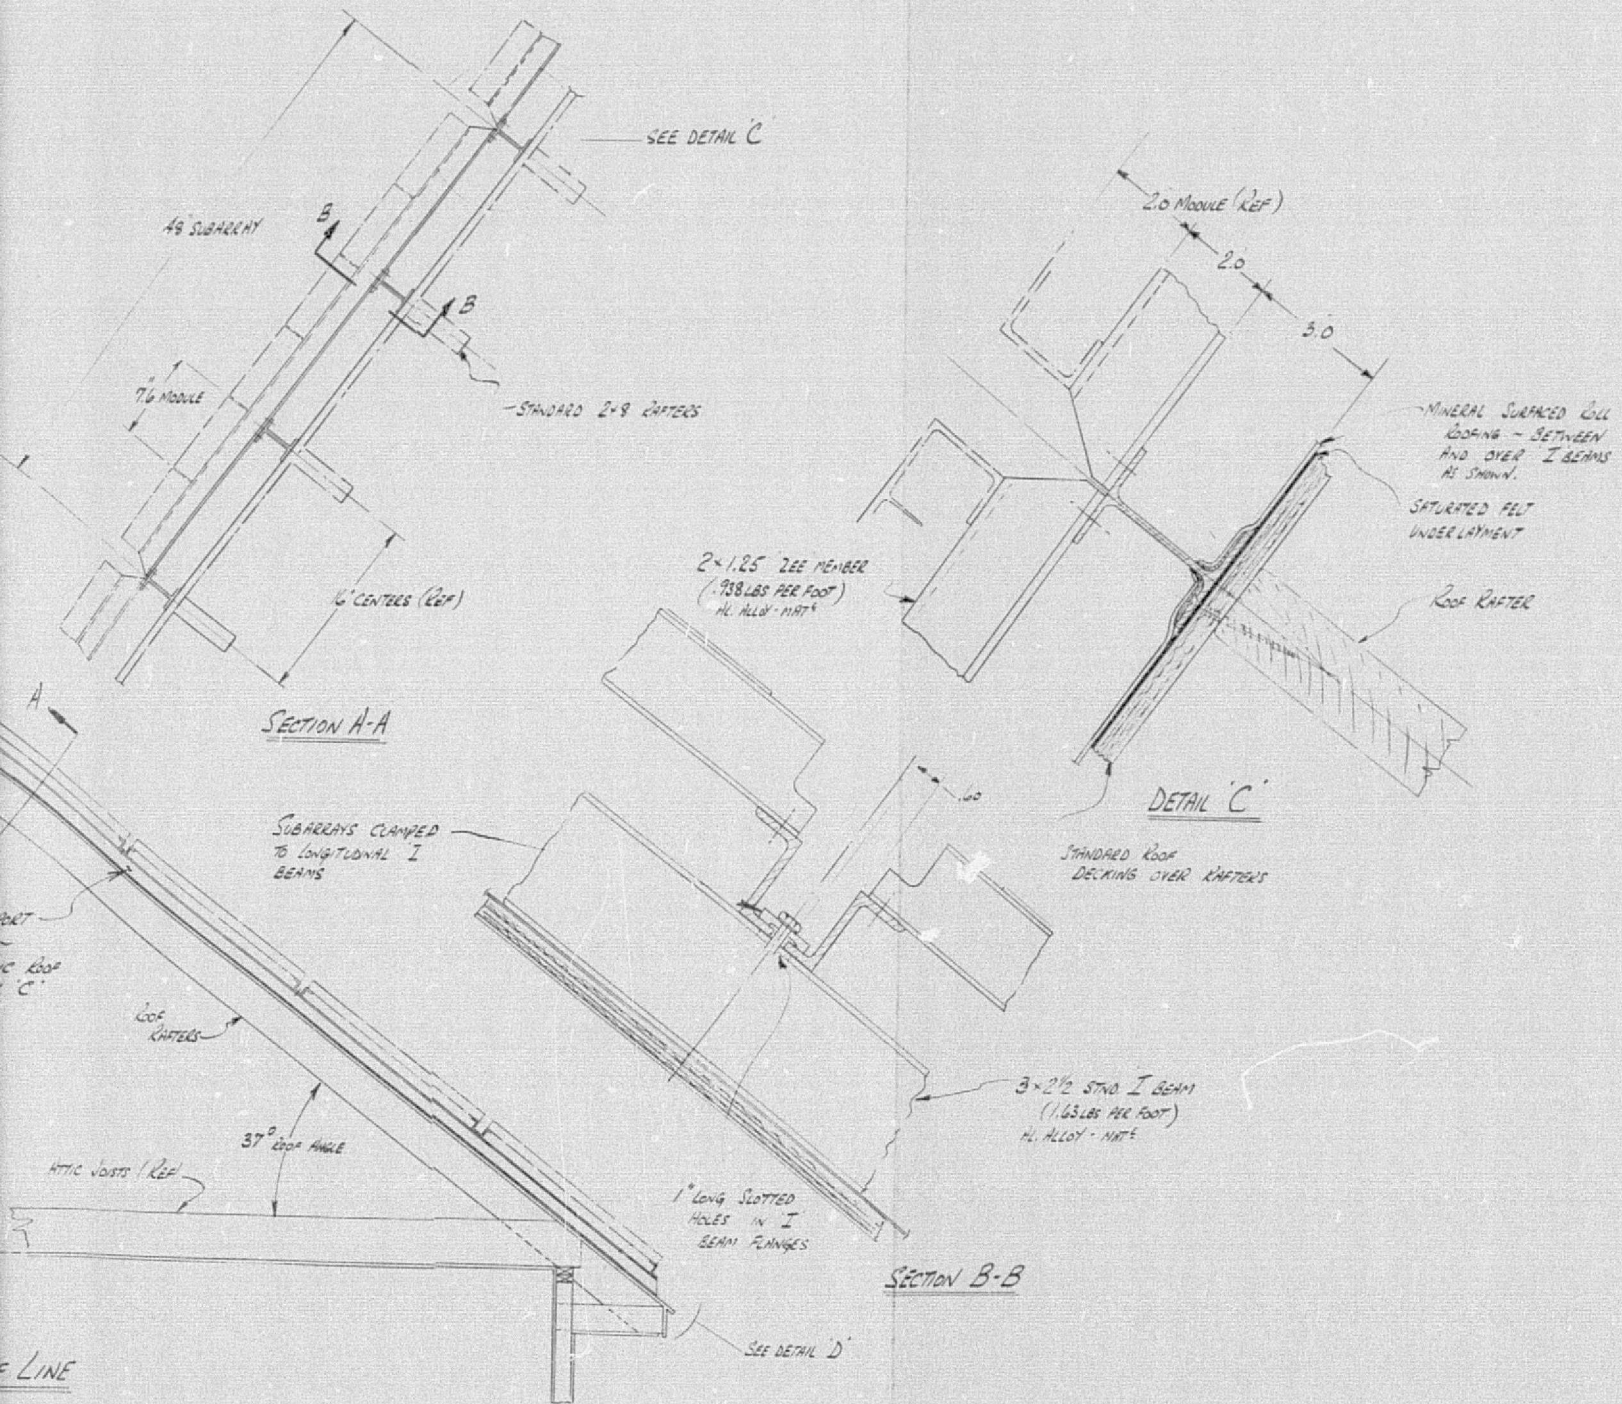 SEE DETAIL 'C'
48" SUBARRAY
B
B
7.6" MODULE
STANDARD 2×8 RAFTERS
16" CENTERS (REF)
SECTION A-A
2.0 MODULE (REF)
2.0
3.0
MINERAL SURFACED ROLL
ROOFING ~ BETWEEN
AND OVER I BEAMS
AS SHOWN.
SATURATED FELT
UNDERLAYMENT
2×1.25 ZEE MEMBER
(.938 LBS PER FOOT)
AL. ALLOY - MAT'L
ROOF RAFTER
DETAIL 'C'
STANDARD ROOF
DECKING OVER RAFTERS
A
SUBARRAYS CLAMPED
TO LONGITUDINAL I
BEAMS
.60
PORT
IC ROOF
'C'
ROOF
RAFTERS
37° ROOF ANGLE
ATTIC JOISTS (REF)
3×2½ STND. I BEAM
(1.63 LBS PER FOOT)
AL. ALLOY - MAT'L
1" LONG SLOTTED
HOLES IN 'I'
BEAM FLANGES
SECTION B-B
SEE DETAIL 'D'
LINE